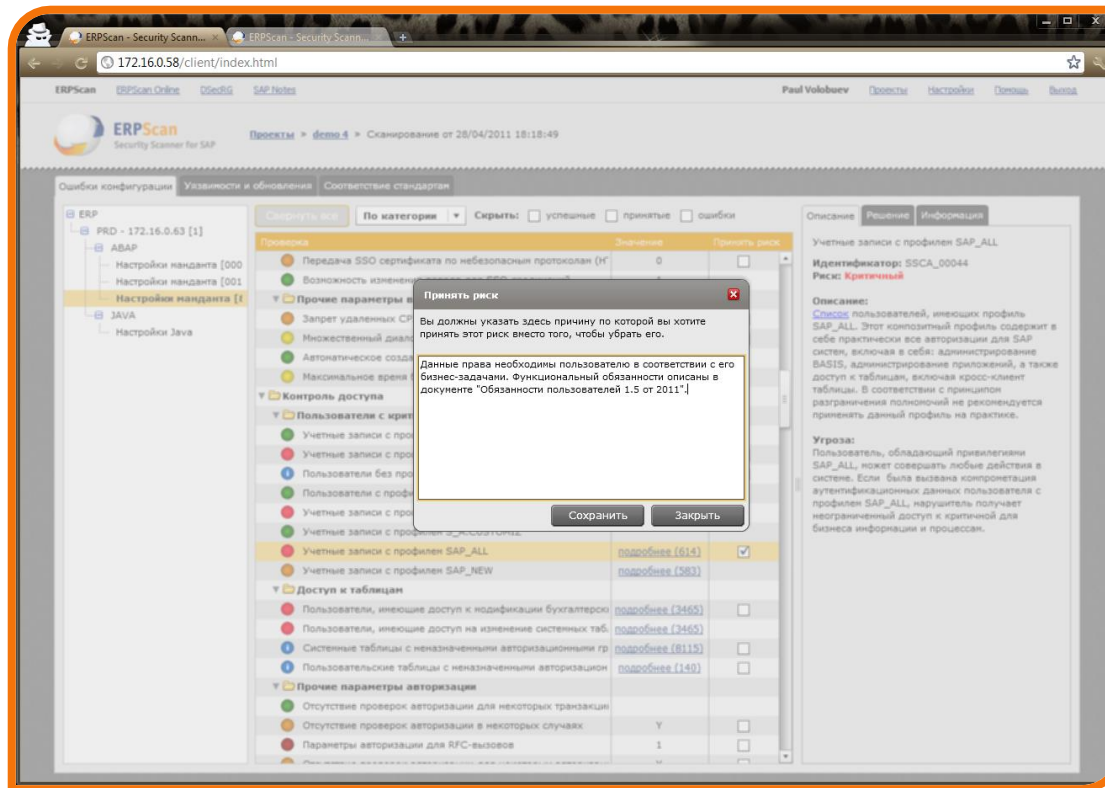 ERPScan - Security Scann...
ERPScan - Security Scann...
172.16.0.58/client/index.html
ERPScan ERPScan Online DSecRG SAP Notes
Paul Volobuev Проекты Настройки Помощь Выход
ERPScan
Security Scanner for SAP
Проекты » demo 4 » Сканирование от 28/04/2011 18:18:49
Ошибки конфигурации Уязвимости и обновления Соответствие стандартам
ERP
PRD - 172.16.0.63 [1]
ABAP
Настройки манданта [000
Настройки манданта [001
Настройки манданта [
JAVA
Настройки Java
Свернуть все По категории Скрыть: успешные принятые ошибки
Проверка Значение Принять риск
Передача SSO сертификата по небезопасным протоколам (H 0
Возможность изменени
Прочие параметры в
Запрет удаленных CP
Множественный диало
Автоматическое созда
Максимальное время
Контроль доступа
Пользователи с крит
Учетные записи с про
Учетные записи с про
Пользователи без про
Пользователи с профи
Учетные записи с про
Учетные записи с профилем S_A.CUSTOMIZ
Учетные записи с профилем SAP_ALL подробнее (614)
Учетные записи с профилем SAP_NEW подробнее (583)
Доступ к таблицам
Пользователи, имеющие доступ к модификации бухгалтерско подробнее (3465)
Пользователи, имеющие доступ на изменение системных таб. подробнее (3465)
Системные таблицы с неназначенными авторизационными гр подробнее (8115)
Пользовательские таблицы с неназначенными авторизацион подробнее (140)
Прочие параметры авторизации
Отсутствие проверок авторизации для некоторых транзакци
Отсутствие проверок авторизации в некоторых случаях Y
Параметры авторизации для RFC-вызовов 1
Принять риск
Вы должны указать здесь причину по которой вы хотите
принять этот риск вместо того, чтобы убрать его.
Данные права необходимы пользователю в соответствии с его
бизнес-задачами. Функциональный обязанности описаны в
документе "Обязанности пользователей 1.5 от 2011".
Сохранить Закрыть
Описание Решение Информация
Учетные записи с профилем SAP_ALL
Идентификатор: SSCA_00044
Риск: Критичный
Описание:
Список пользователей, имеющих профиль
SAP_ALL. Этот композитный профиль содержит в
себе практически все авторизации для SAP
систем, включая в себя: администрирование
BASIS, администрирование приложений, а также
доступ к таблицам, включая кросс-клиент
таблицы. В соответствии с принципом
разграничения полномочий не рекомендуется
применять данный профиль на практике.
Угроза:
Пользователь, обладающий привилегиями
SAP_ALL, может совершать любые действия в
системе. Если была вызвана компрометация
аутентификационных данных пользователя с
профилем SAP_ALL, нарушитель получает
неограниченный доступ к критичной для
бизнеса информации и процессам.